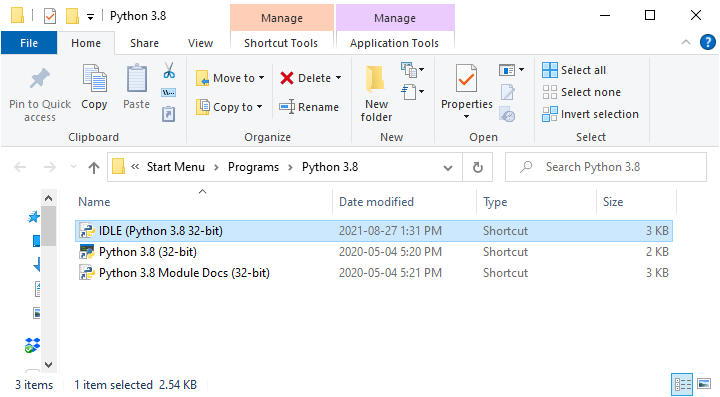 Python 3.8
Manage
Manage
File
Home
Share
View
Shortcut Tools
Application Tools
Pin to Quick access
Copy
Paste
Clipboard
Move to
Copy to
Delete
Rename
Organize
New folder
New
Properties
Open
Select all
Select none
Invert selection
Select
« Start Menu > Programs > Python 3.8
Search Python 3.8
Name Date modified Type Size
IDLE (Python 3.8 32-bit) 2021-08-27 1:31 PM Shortcut 3 KB
Python 3.8 (32-bit) 2020-05-04 5:20 PM Shortcut 2 KB
Python 3.8 Module Docs (32-bit) 2020-05-04 5:21 PM Shortcut 3 KB
3 items 1 item selected 2.54 KB